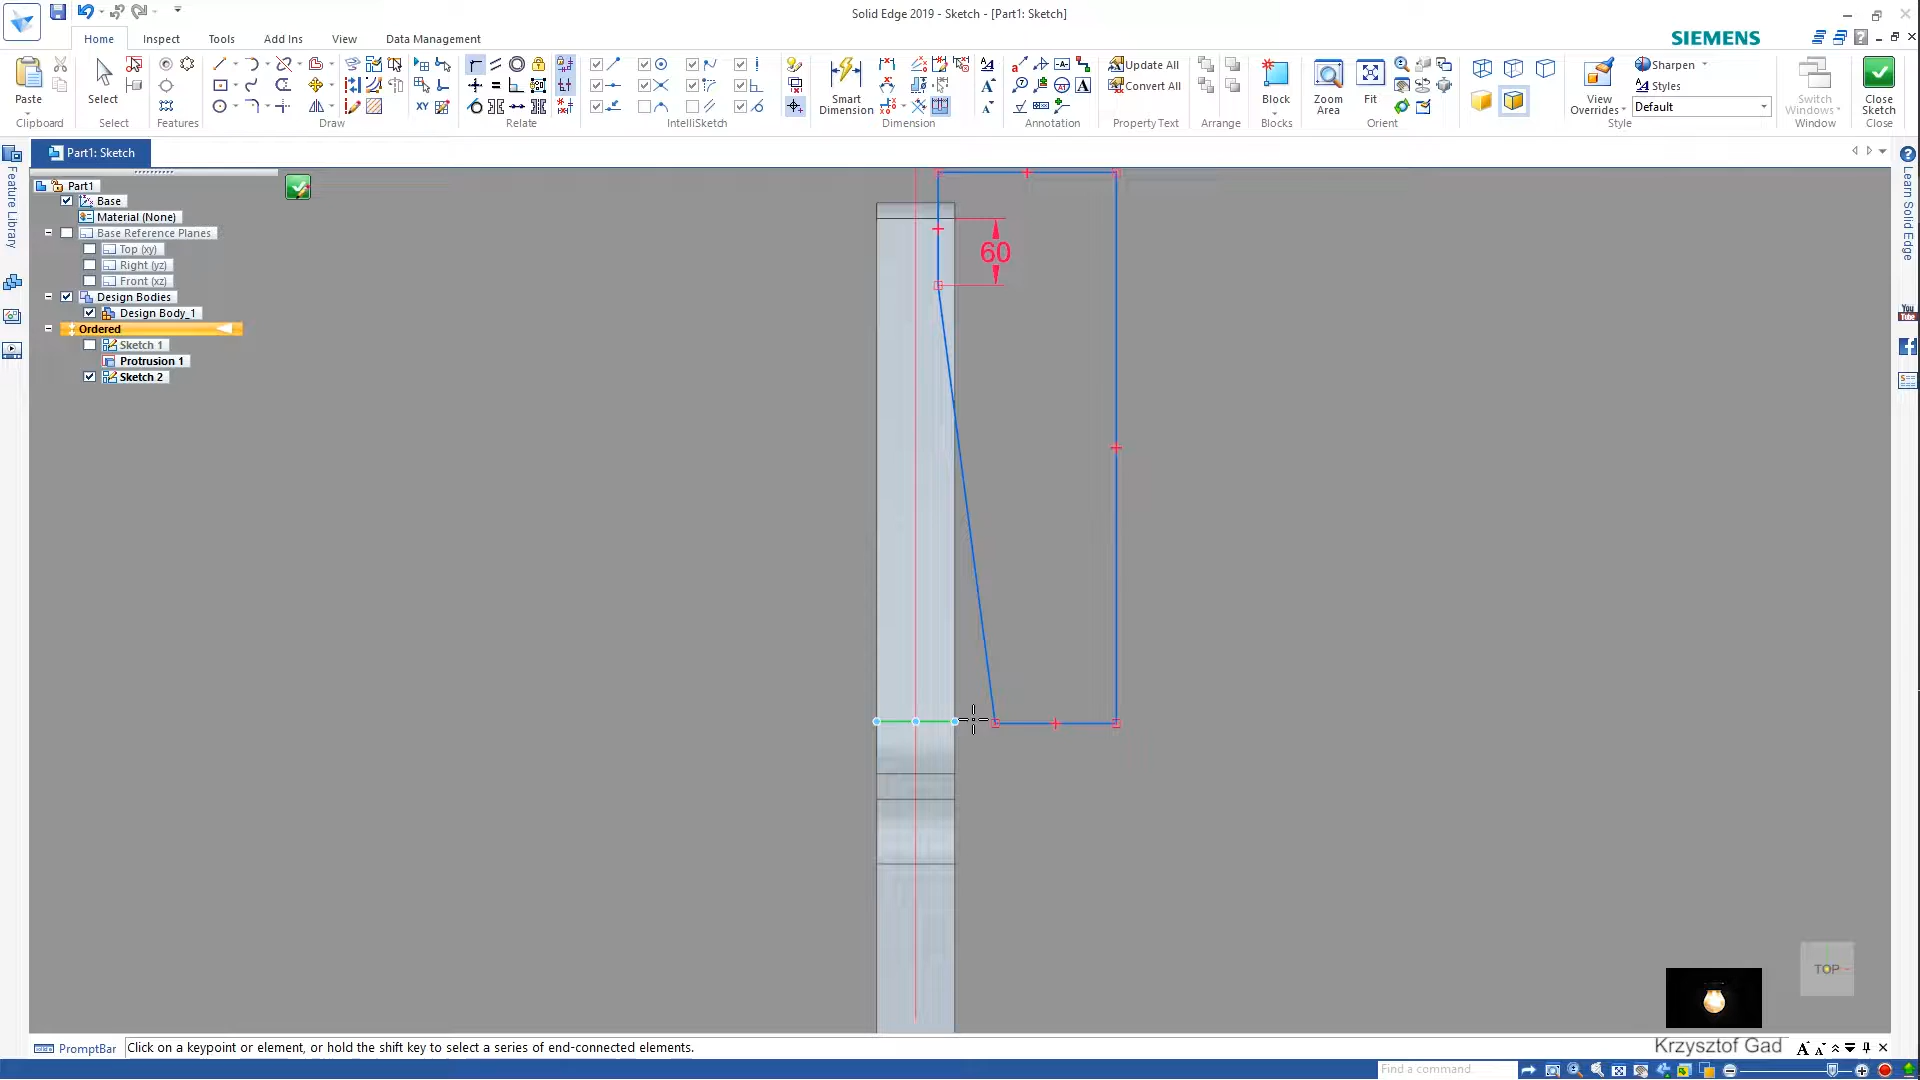 Solid Edge 2019 - Sketch - [Part1: Sketch]
Home
Inspect
Tools
Add Ins
View
Data Management
SIEMENS
Paste
Clipboard
Select
Select
Features
Draw
XY
Relate
IntelliSketch
Smart
Dimension
Dimension
Update All
Convert All
Annotation
Property Text
Arrange
Block
Blocks
Zoom
Area
Fit
Orient
View
Overrides
Sharpen
Styles
Default
Style
Switch
Windows
Window
Close
Sketch
Close
Part1: Sketch
Feature Library
Learn Solid Edge
You
Tube
Part1
Base
Material (None)
Base Reference Planes
Top (xy)
Right (yz)
Front (xz)
Design Bodies
Design Body_1
Ordered
Sketch 1
Protrusion 1
Sketch 2
60
TOP
PromptBar
Click on a keypoint or element, or hold the shift key to select a series of end-connected elements.
Krzysztof Gad
Find a command